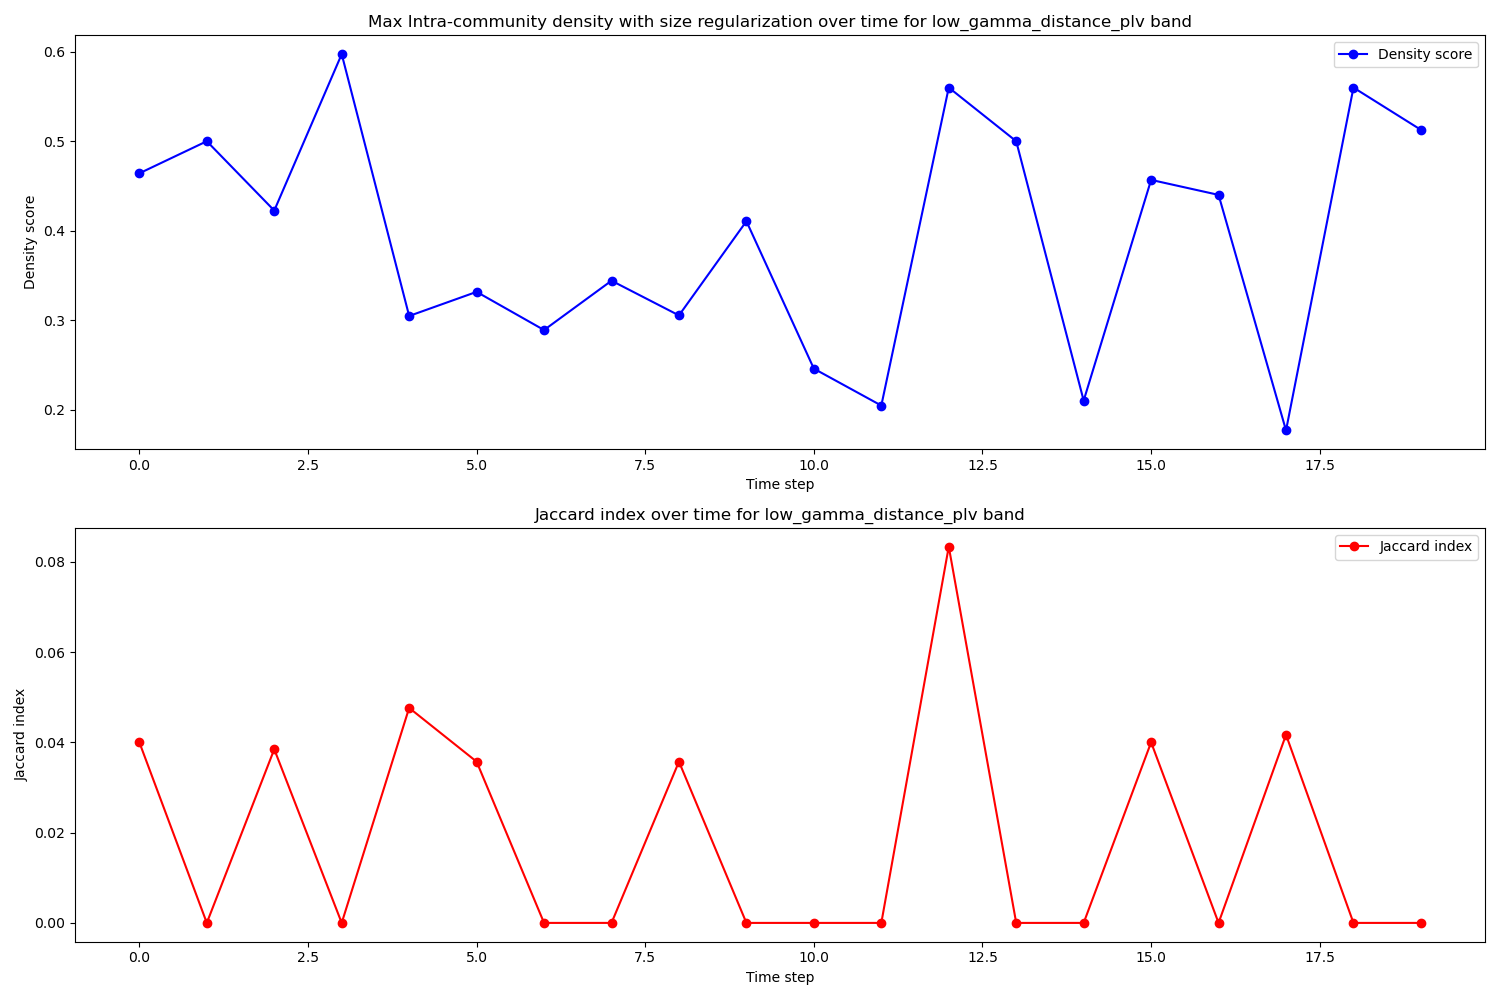 Max Intra-community density with size regularization over time for low_gamma_distance_plv band
Density score
0.6
0.5
0.4
0.3
0.2
Density score
0.0 2.5 5.0 7.5 10.0 12.5 15.0 17.5
Time step
Jaccard index over time for low_gamma_distance_plv band
Jaccard index
0.08
0.06
0.04
0.02
0.00
Jaccard index
0.0 2.5 5.0 7.5 10.0 12.5 15.0 17.5
Time step